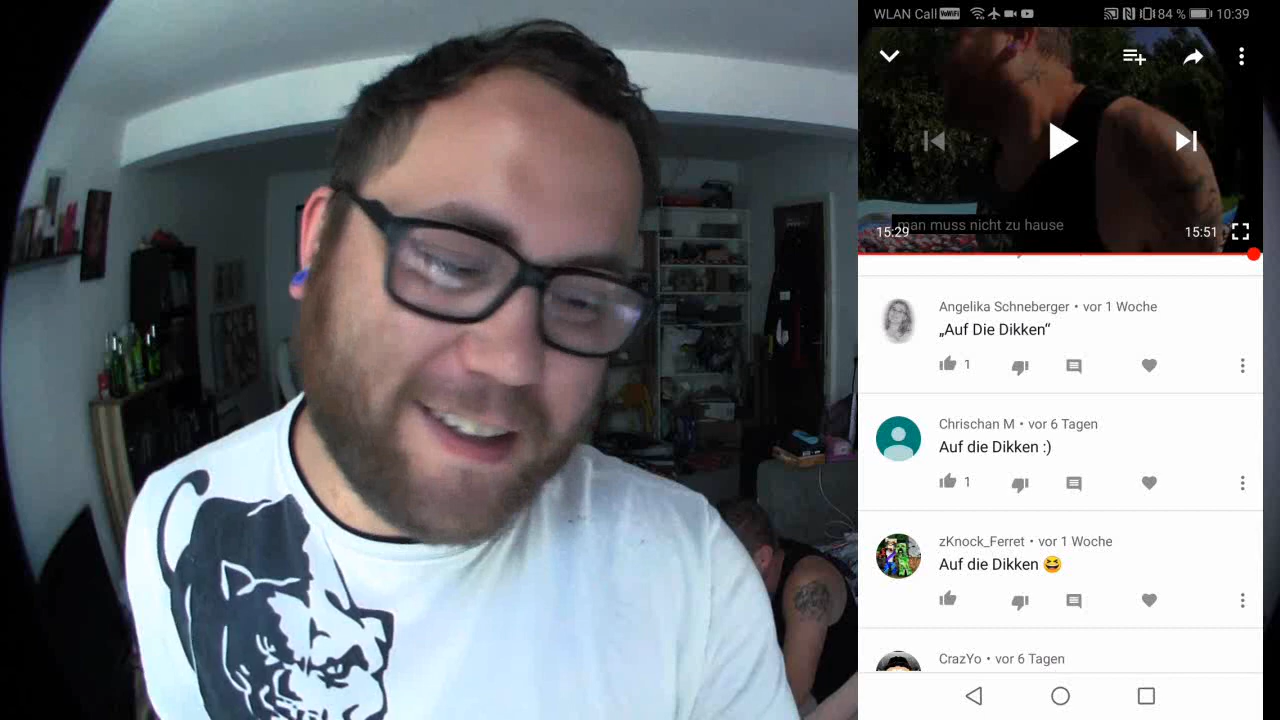 WLAN Call VoWiFi 84 % 10:39
man muss nicht zu hause
15:29 15:51
Angelika Schneberger • vor 1 Woche
„Auf Die Dikken“
1
Chrischan M • vor 6 Tagen
Auf die Dikken :)
1
zKnock_Ferret • vor 1 Woche
Auf die Dikken 😆
CrazYo • vor 6 Tagen